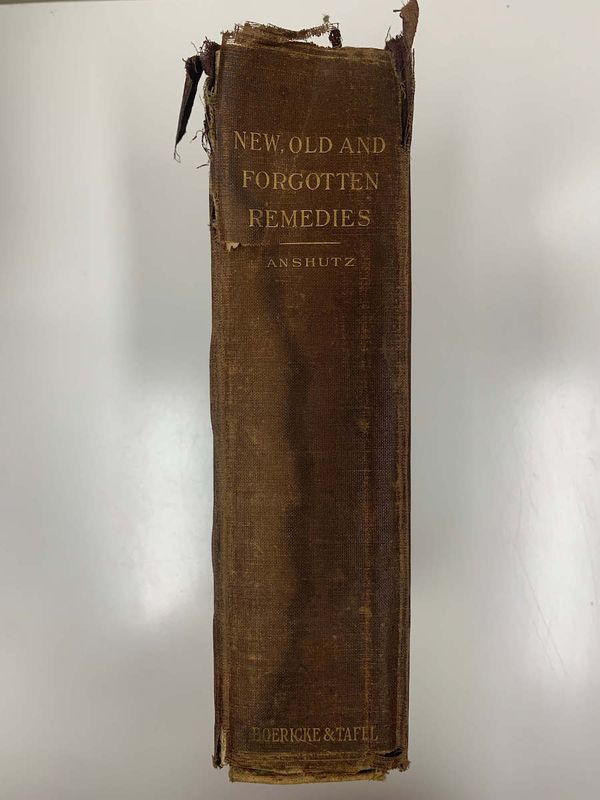 NEW, OLD AND
FORGOTTEN
REMEDIES
ANSHUTZ
BOERICKE & TAFEL